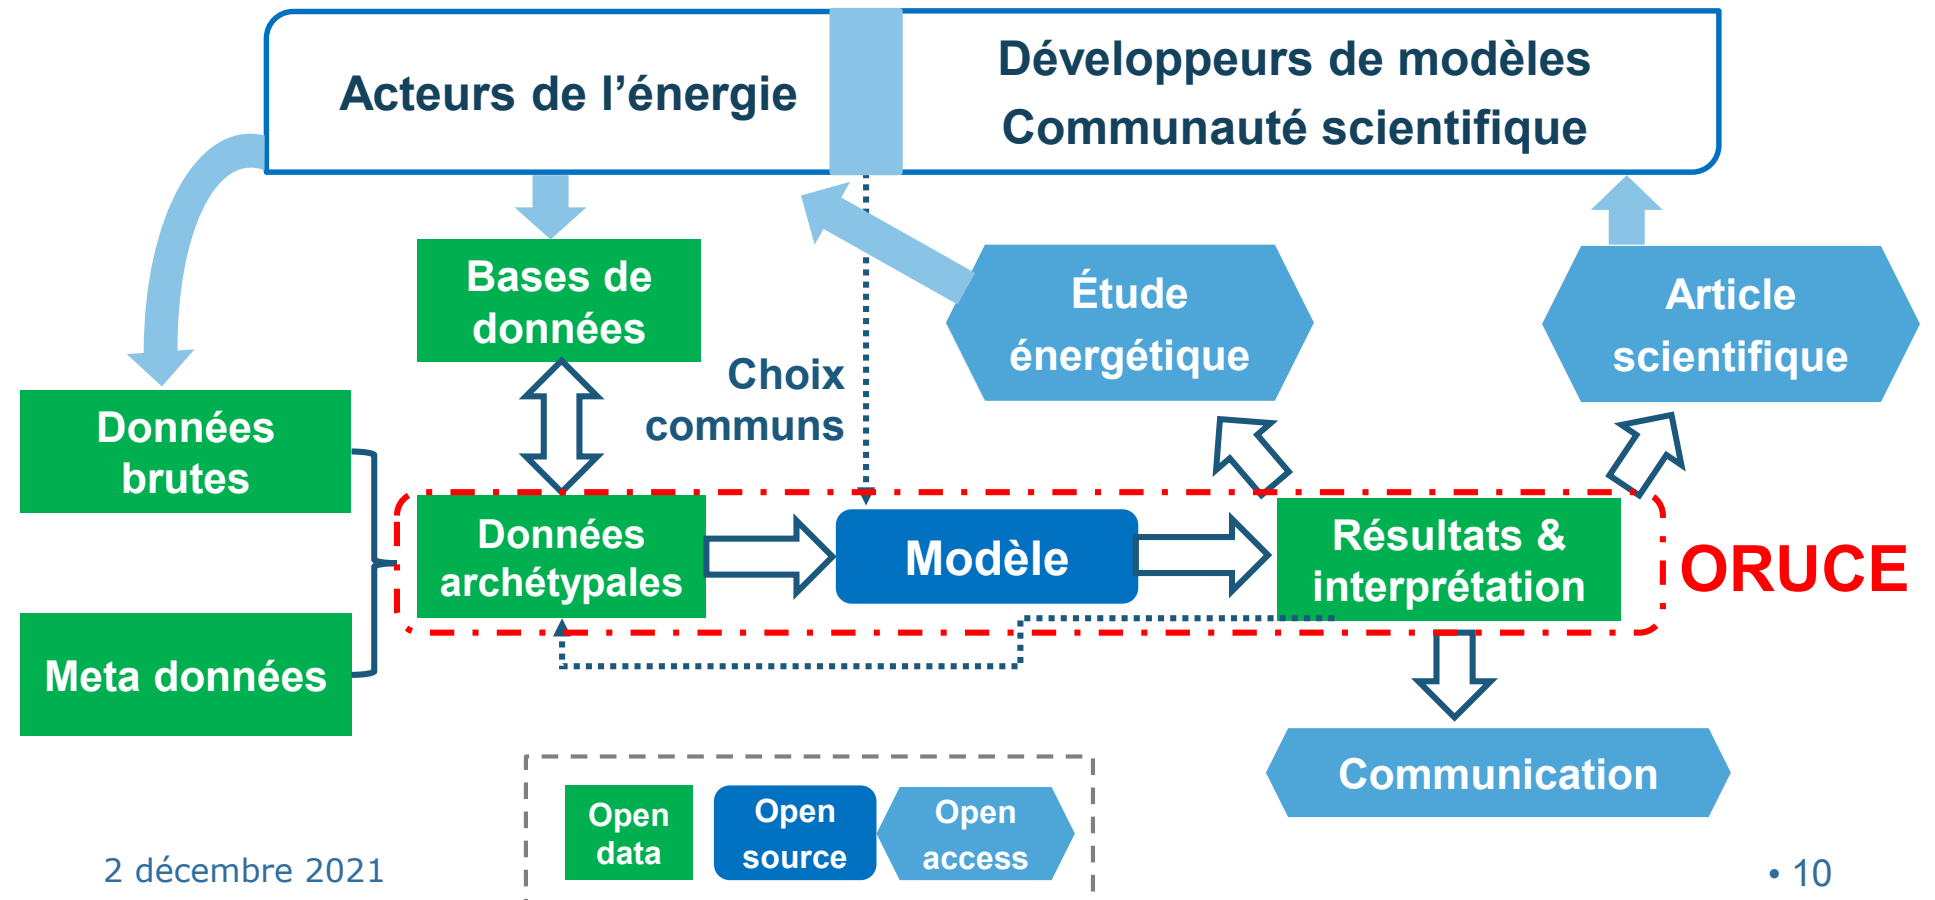 Acteurs de l’énergie
Développeurs de modèles
Communauté scientifique
Bases de
données
Étude
énergétique
Article
scientifique
Choix
communs
Données
brutes
Données
archétypales
Modèle
Résultats &
interprétation
ORUCE
Meta données
Communication
Open
data
Open
source
Open
access
2 décembre 2021
• 10